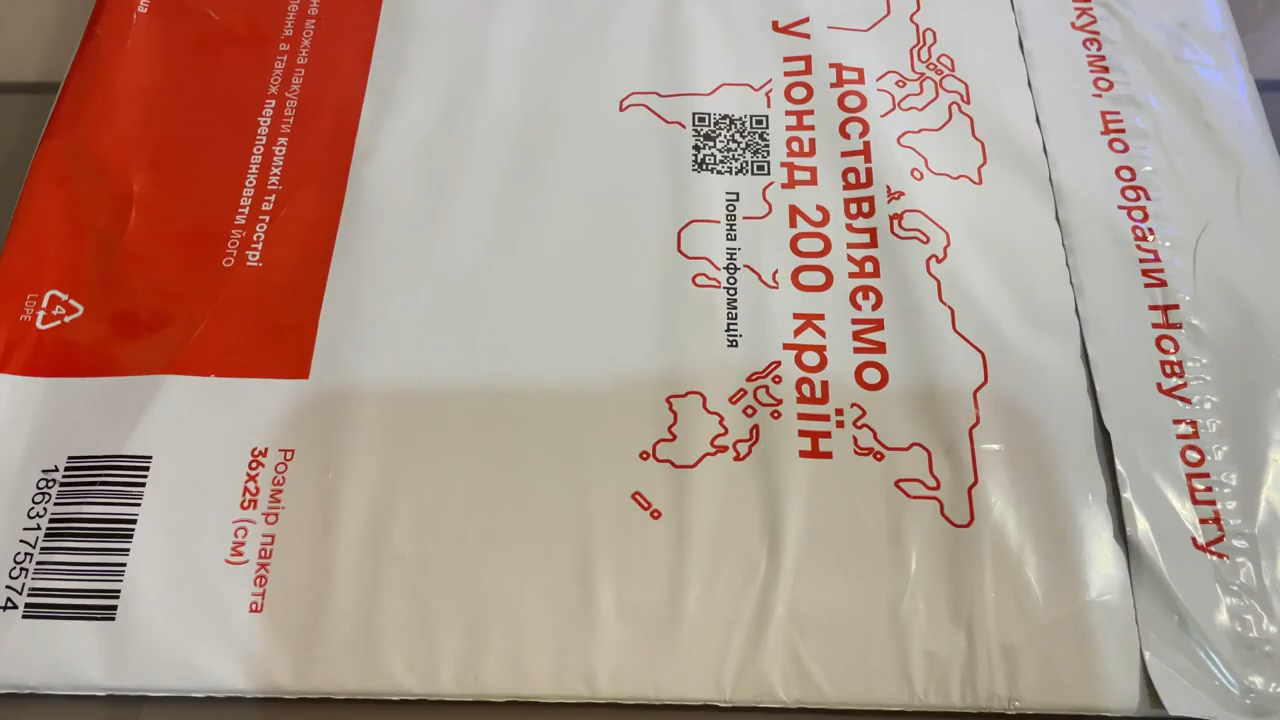 куємо, що обрали Нову пошту
доставляємо
у понад 200 країн
Повна інформація
не можна пакувати крихкі та гострі
а також переповнювати його
ua
4
LDPE
Розмір пакета
36x25 (см)
1863175574